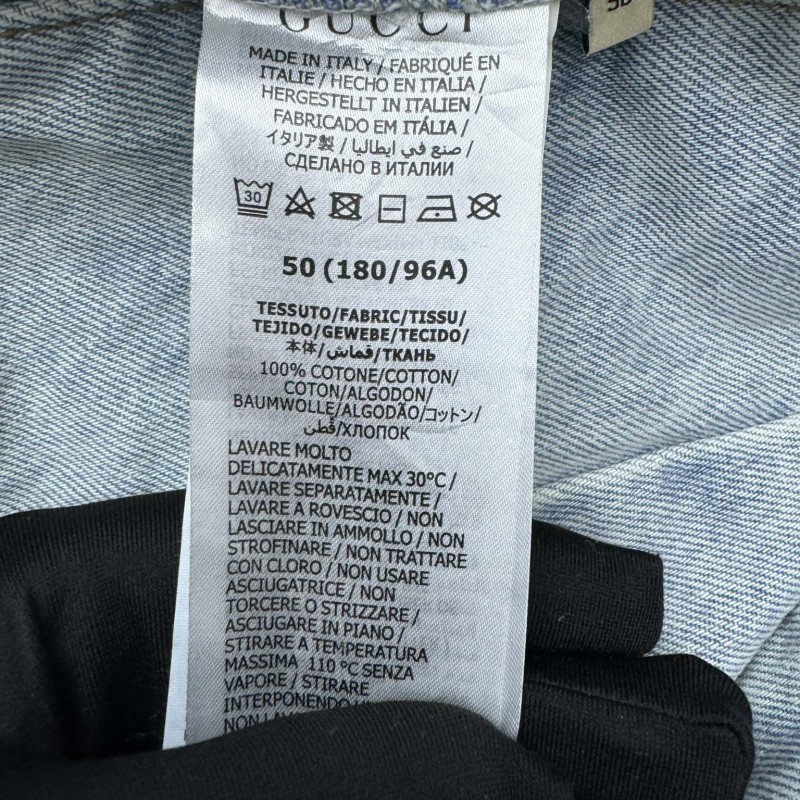 GUCCI
MADE IN ITALY / FABRIQUÉ EN
ITALIE / HECHO EN ITALIA /
HERGESTELLT IN ITALIEN /
FABRICADO EM ITÁLIA /
イタリア製 / صنع في ايطاليا /
СДЕЛАНО В ИТАЛИИ
30
50 (180/96A)
TESSUTO/FABRIC/TISSU/
TEJIDO/GEWEBE/TECIDO/
本体/قماش/ТКАНЬ
100% COTONE/COTTON/
COTON/ALGODON/
BAUMWOLLE/ALGODÃO/コットン/
قطن/ХЛОПОК
LAVARE MOLTO
DELICATAMENTE MAX 30°C /
LAVARE SEPARATAMENTE /
LAVARE A ROVESCIO / NON
LASCIARE IN AMMOLLO / NON
STROFINARE / NON TRATTARE
CON CLORO / NON USARE
ASCIUGATRICE / NON
TORCERE O STRIZZARE /
ASCIUGARE IN PIANO /
STIRARE A TEMPERATURA
MASSIMA 110 °C SENZA
VAPORE / STIRARE
INTERPONENDO
NON